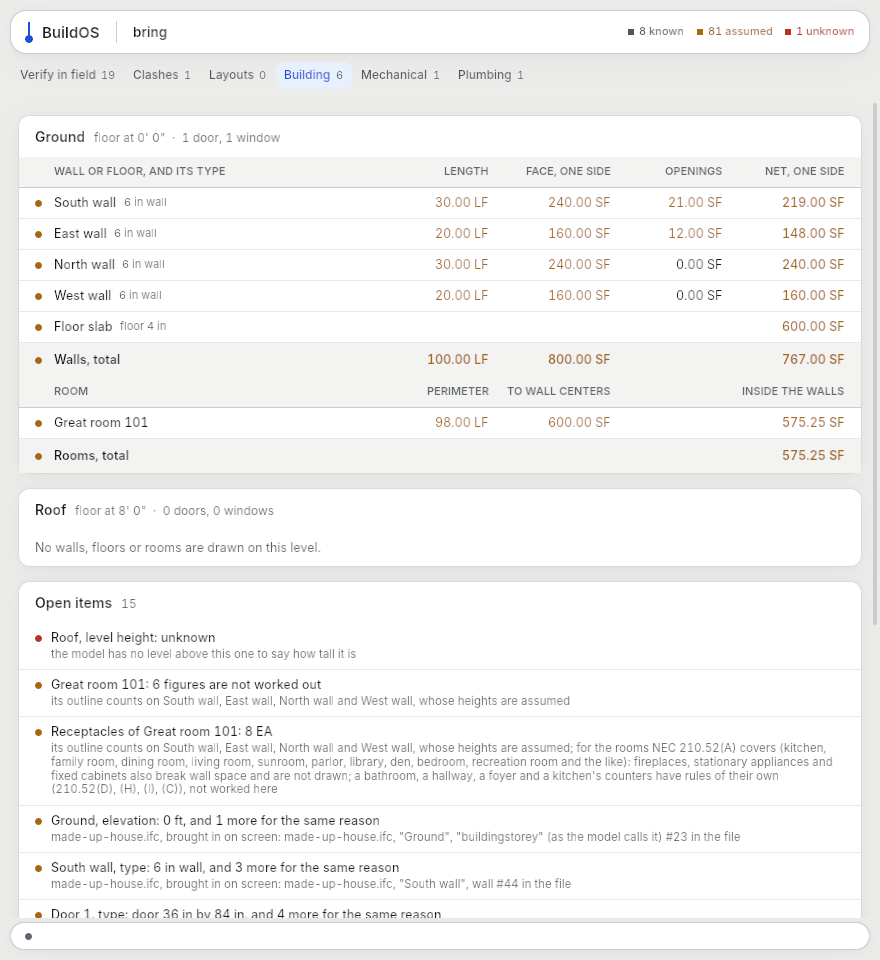 BuildOS bring 8 known 81 assumed 1 unknown
Verify in field 19 Clashes 1 Layouts 0 Building 6 Mechanical 1 Plumbing 1
Ground floor at 0' 0" · 1 door, 1 window
WALL OR FLOOR, AND ITS TYPE LENGTH FACE, ONE SIDE OPENINGS NET, ONE SIDE
South wall 6 in wall 30.00 LF 240.00 SF 21.00 SF 219.00 SF
East wall 6 in wall 20.00 LF 160.00 SF 12.00 SF 148.00 SF
North wall 6 in wall 30.00 LF 240.00 SF 0.00 SF 240.00 SF
West wall 6 in wall 20.00 LF 160.00 SF 0.00 SF 160.00 SF
Floor slab floor 4 in 600.00 SF
Walls, total 100.00 LF 800.00 SF 767.00 SF
ROOM PERIMETER TO WALL CENTERS INSIDE THE WALLS
Great room 101 98.00 LF 600.00 SF 575.25 SF
Rooms, total 575.25 SF
Roof floor at 8' 0" · 0 doors, 0 windows
No walls, floors or rooms are drawn on this level.
Open items 15
Roof, level height: unknown
the model has no level above this one to say how tall it is
Great room 101: 6 figures are not worked out
its outline counts on South wall, East wall, North wall and West wall, whose heights are assumed
Receptacles of Great room 101: 8 EA
its outline counts on South wall, East wall, North wall and West wall, whose heights are assumed; for the rooms NEC 210.52(A) covers (kitchen,
family room, dining room, living room, sunroom, parlor, library, den, bedroom, recreation room and the like): fireplaces, stationary appliances and
fixed cabinets also break wall space and are not drawn; a bathroom, a hallway, a foyer and a kitchen's counters have rules of their own
(210.52(D), (H), (I), (C)), not worked here
Ground, elevation: 0 ft, and 1 more for the same reason
made-up-house.ifc, brought in on screen: made-up-house.ifc, "Ground", "buildingstorey" (as the model calls it) #23 in the file
South wall, type: 6 in wall, and 3 more for the same reason
made-up-house.ifc, brought in on screen: made-up-house.ifc, "South wall", wall #44 in the file
Door 1, type: door 36 in by 84 in, and 4 more for the same reason